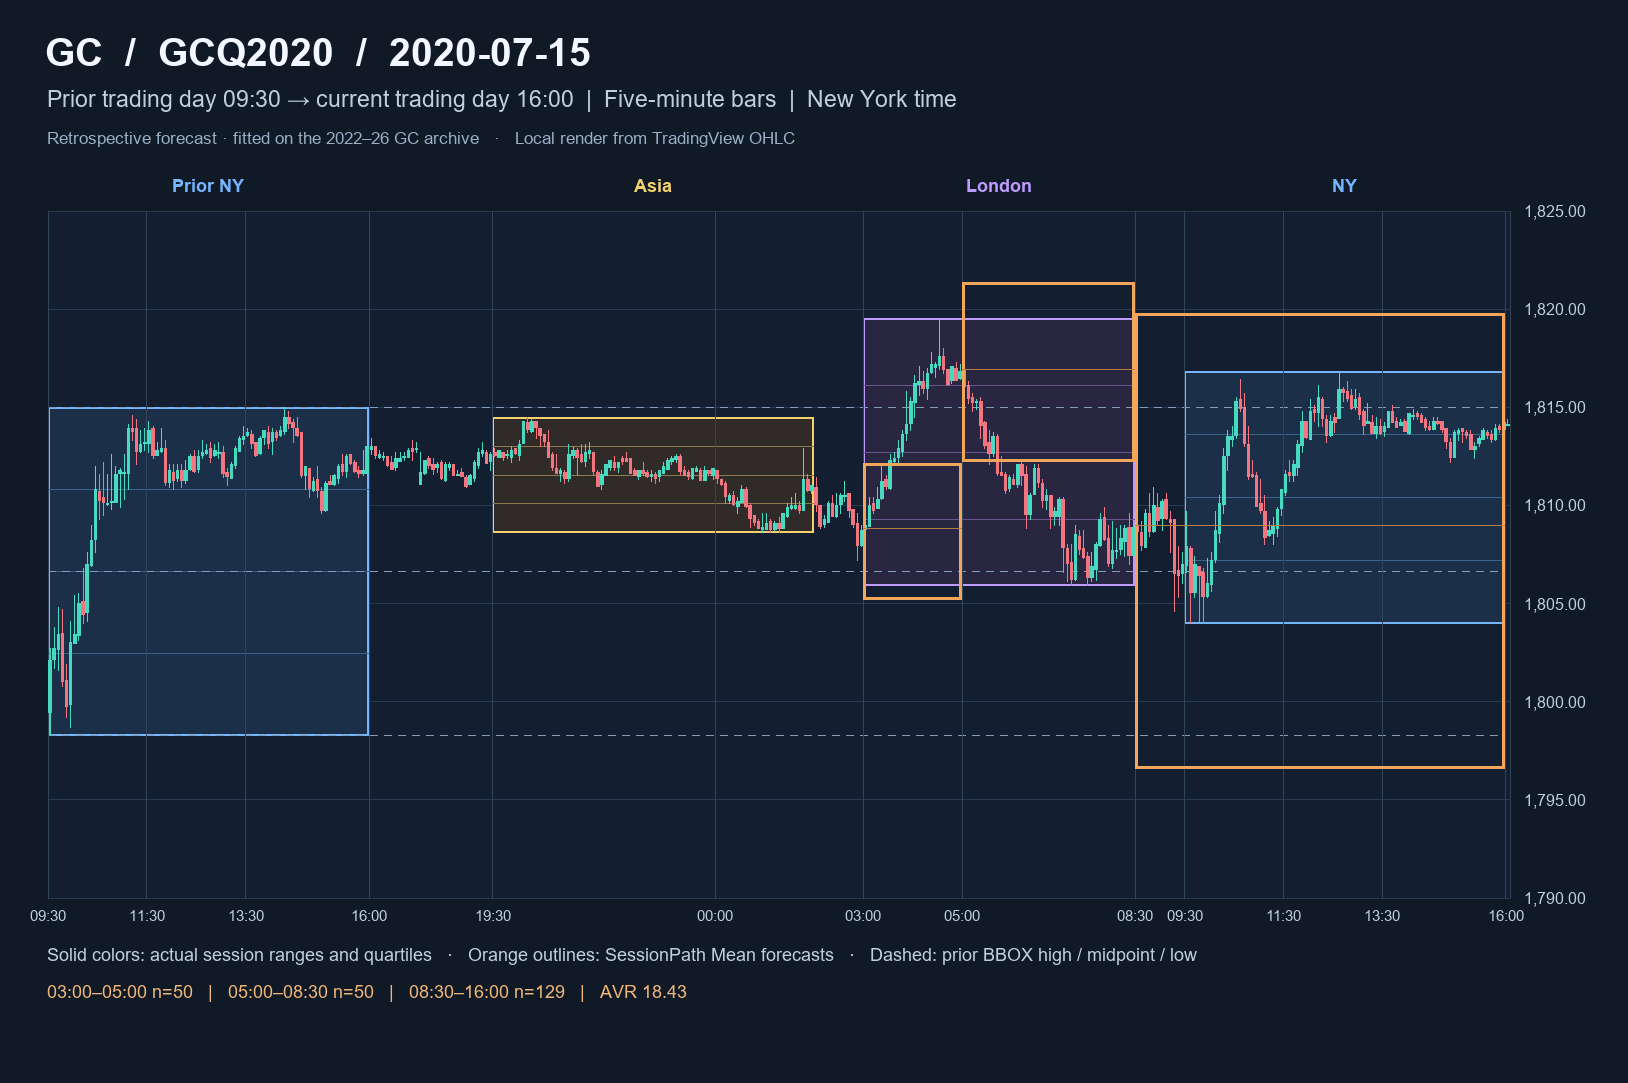 GC / GCQ2020 / 2020-07-15
Prior trading day 09:30 → current trading day 16:00 | Five-minute bars | New York time
Retrospective forecast · fitted on the 2022–26 GC archive · Local render from TradingView OHLC
Prior NY Asia London NY
1,825.00
1,820.00
1,815.00
1,810.00
1,805.00
1,800.00
1,795.00
1,790.00
09:30 11:30 13:30 16:00 19:30 00:00 03:00 05:00 08:30 09:30 11:30 13:30 16:00
Solid colors: actual session ranges and quartiles · Orange outlines: SessionPath Mean forecasts · Dashed: prior BBOX high / midpoint / low
03:00–05:00 n=50 | 05:00–08:30 n=50 | 08:30–16:00 n=129 | AVR 18.43